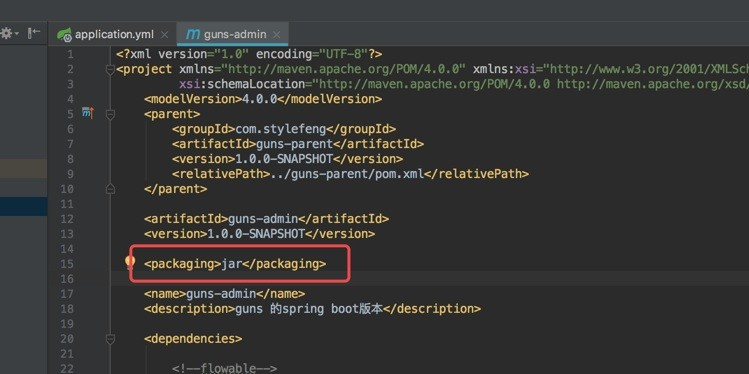 application.yml
guns-admin
1 <?xml version="1.0" encoding="UTF-8"?>
2 <project xmlns="http://maven.apache.org/POM/4.0.0" xmlns:xsi="http://www.w3.org/2001/XMLSch
3 xsi:schemaLocation="http://maven.apache.org/POM/4.0.0 http://maven.apache.org/xsd/
4 <modelVersion>4.0.0</modelVersion>
5 <parent>
6 <groupId>com.stylefeng</groupId>
7 <artifactId>guns-parent</artifactId>
8 <version>1.0.0-SNAPSHOT</version>
9 <relativePath>../guns-parent/pom.xml</relativePath>
10 </parent>
11
12 <artifactId>guns-admin</artifactId>
13 <version>1.0.0-SNAPSHOT</version>
14
15 <packaging>jar</packaging>
16
17 <name>guns-admin</name>
18 <description>guns 的spring boot版本</description>
19
20 <dependencies>
21
22 <!--flowable-->